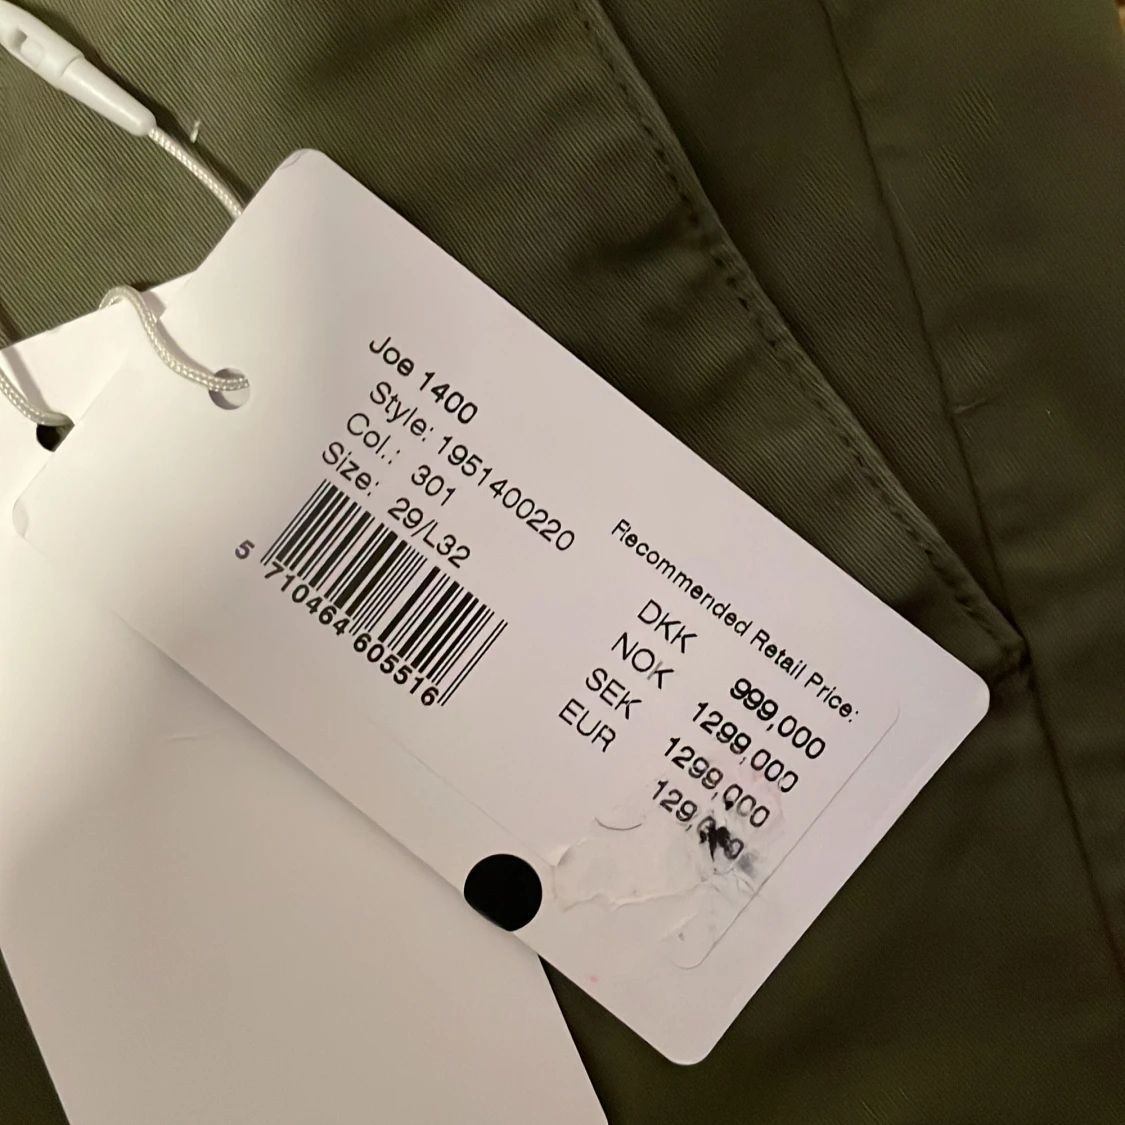 Joe 1400
Style: 1951400220
Col.: 301
Size: 29/L32
5 710464 605516
Recommended Retail Price:
DKK 999,000
NOK 1299,000
SEK 1299,000
EUR